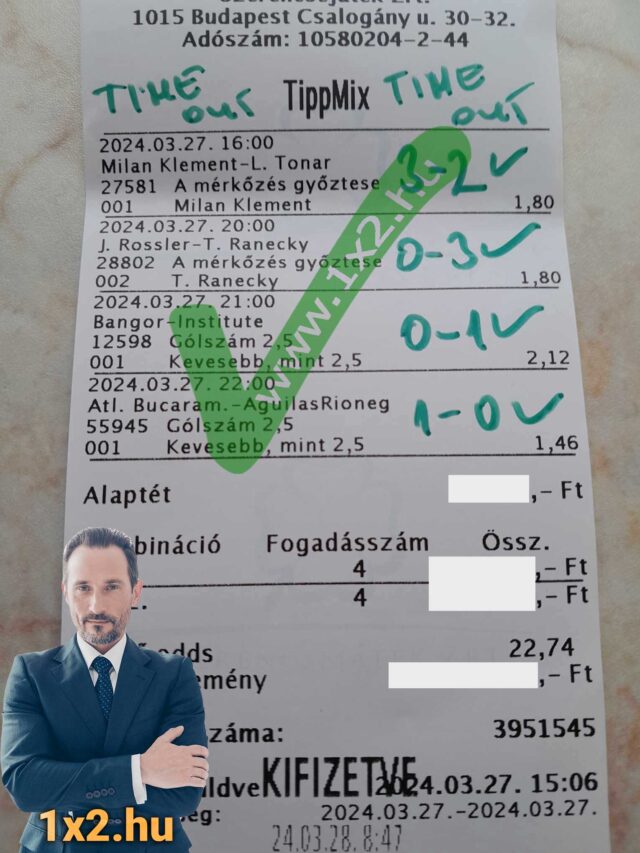 1015 Budapest Csalogány u. 30-32.
Adószám: 10580204-2-44
TIME OUT TippMix TIME OUT
2024.03.27. 16:00
Milan Klement-L. Tonar 3-2 ✓
27581 A mérkőzés győztese
001 Milan Klement 1,80
2024.03.27. 20:00
J. Rossler-T. Ranecky
28802 A mérkőzés győztese 0-3 ✓
002 T. Ranecky 1,80
2024.03.27. 21:00
Bangor-Institute 0-1 ✓
12598 Gólszám 2,5
001 Kevesebb, mint 2,5 2,12
2024.03.27. 22:00
Atl. Bucaram.-AguilasRioneg 1-0 ✓
55945 Gólszám 2,5
001 Kevesebb, mint 2,5 1,46
www.1x2.hu
Alaptét ,- Ft
bináció Fogadásszám Össz.
4 ,- Ft
4 ,- Ft
odds 22,74
emény ,- Ft
záma: 3951545
KIFIZETVE 2024.03.27. 15:06
ég: 2024.03.27.-2024.03.27.
24.03.28. 8:47
1x2.hu